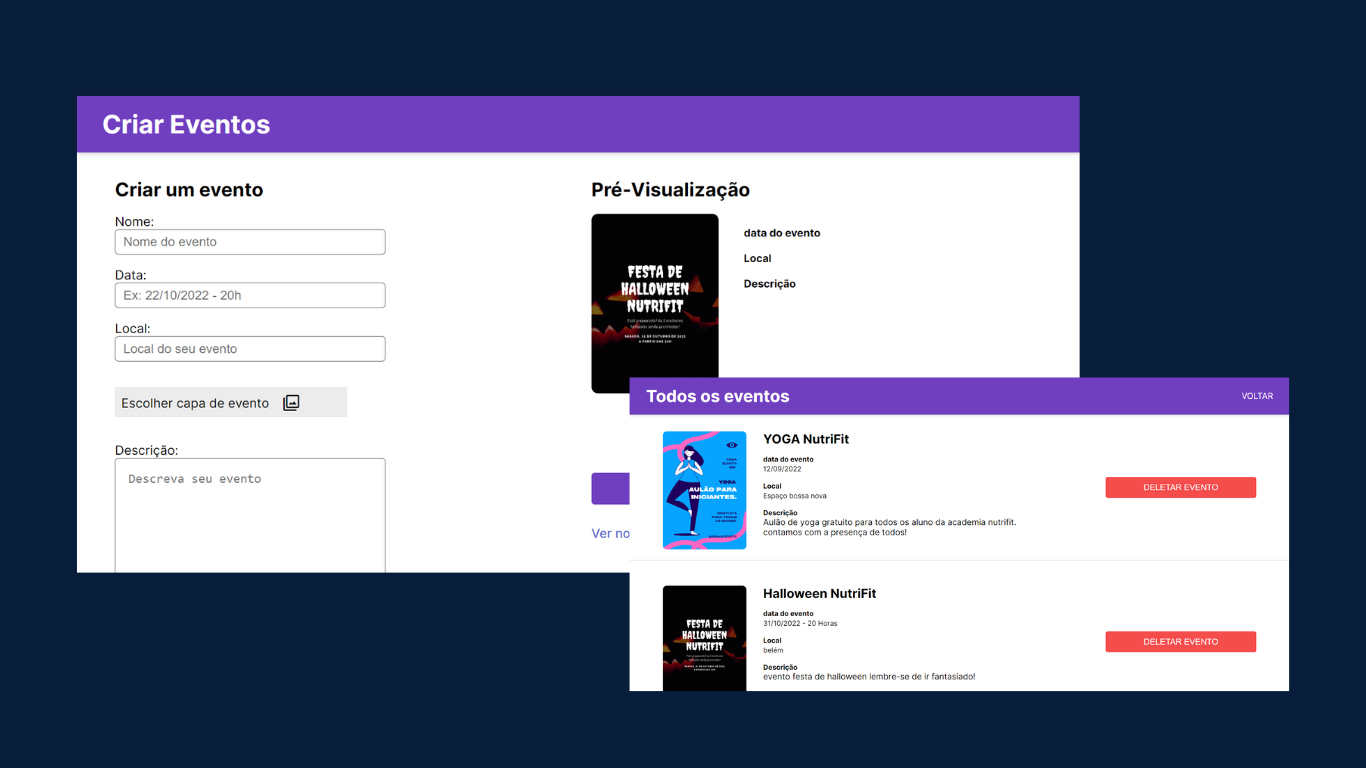 Criar Eventos
Criar um evento
Nome:
Nome do evento
Data:
Ex: 22/10/2022 - 20h
Local:
Local do seu evento
Escolher capa de evento
Descrição:
Descreva seu evento
Pré-Visualização
FESTA DE
HALLOWEEN
NUTRIFIT
data do evento
Local
Descrição
Ver no
Todos os eventos
VOLTAR
YOGA
AULÃO PARA
INICIANTES.
YOGA NutriFit
data do evento
12/09/2022
Local
Espaço bossa nova
Descrição
Aulão de yoga gratuito para todos os aluno da academia nutrifit.
contamos com a presença de todos!
DELETAR EVENTO
FESTA DE
HALLOWEEN
NUTRIFIT
Halloween NutriFit
data do evento
31/10/2022 - 20 Horas
Local
belém
Descrição
evento festa de halloween lembre-se de ir fantasiado!
DELETAR EVENTO